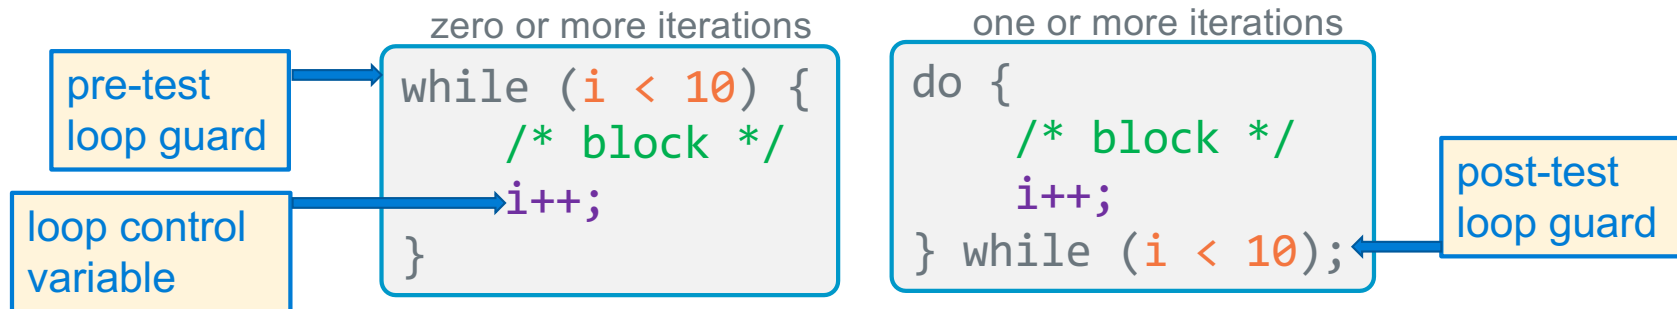 zero or more iterations
pre-test
loop guard
while (i < 10) {
/* block */
i++;
}
loop control
variable
one or more iterations
do {
/* block */
i++;
} while (i < 10);
post-test
loop guard